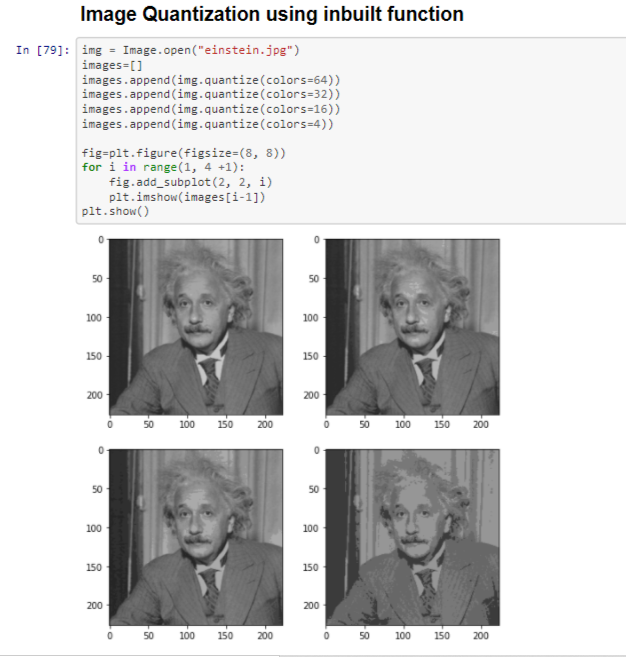 Image Quantization using inbuilt function
In [79]: img = Image.open("einstein.jpg")
images=[]
images.append(img.quantize(colors=64))
images.append(img.quantize(colors=32))
images.append(img.quantize(colors=16))
images.append(img.quantize(colors=4))
fig=plt.figure(figsize=(8, 8))
for i in range(1, 4 +1):
    fig.add_subplot(2, 2, i)
    plt.imshow(images[i-1])
plt.show()
0 0
50 50
100 100
150 150
200 200
0 50 100 150 200 0 50 100 150 200
0 0
50 50
100 100
150 150
200 200
0 50 100 150 200 0 50 100 150 200